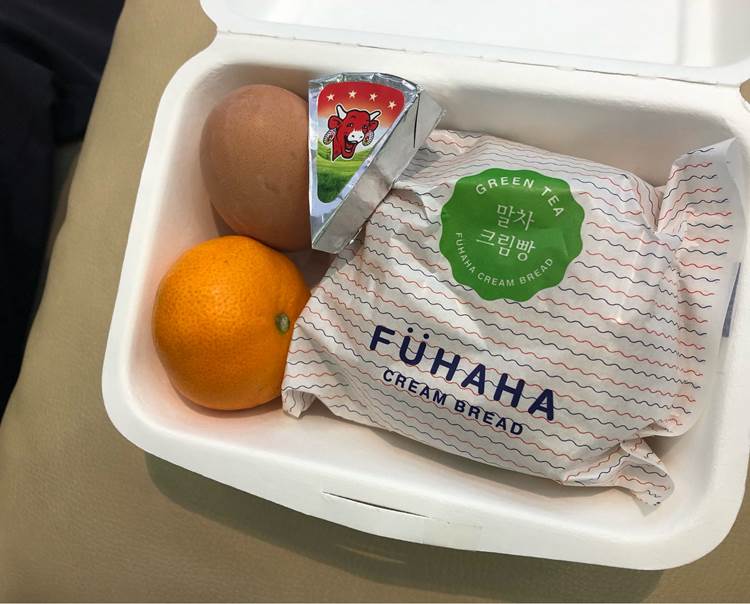 GREEN TEA
말차
크림빵
FUHAHA CREAM BREAD
FÜHAHA
CREAM BREAD